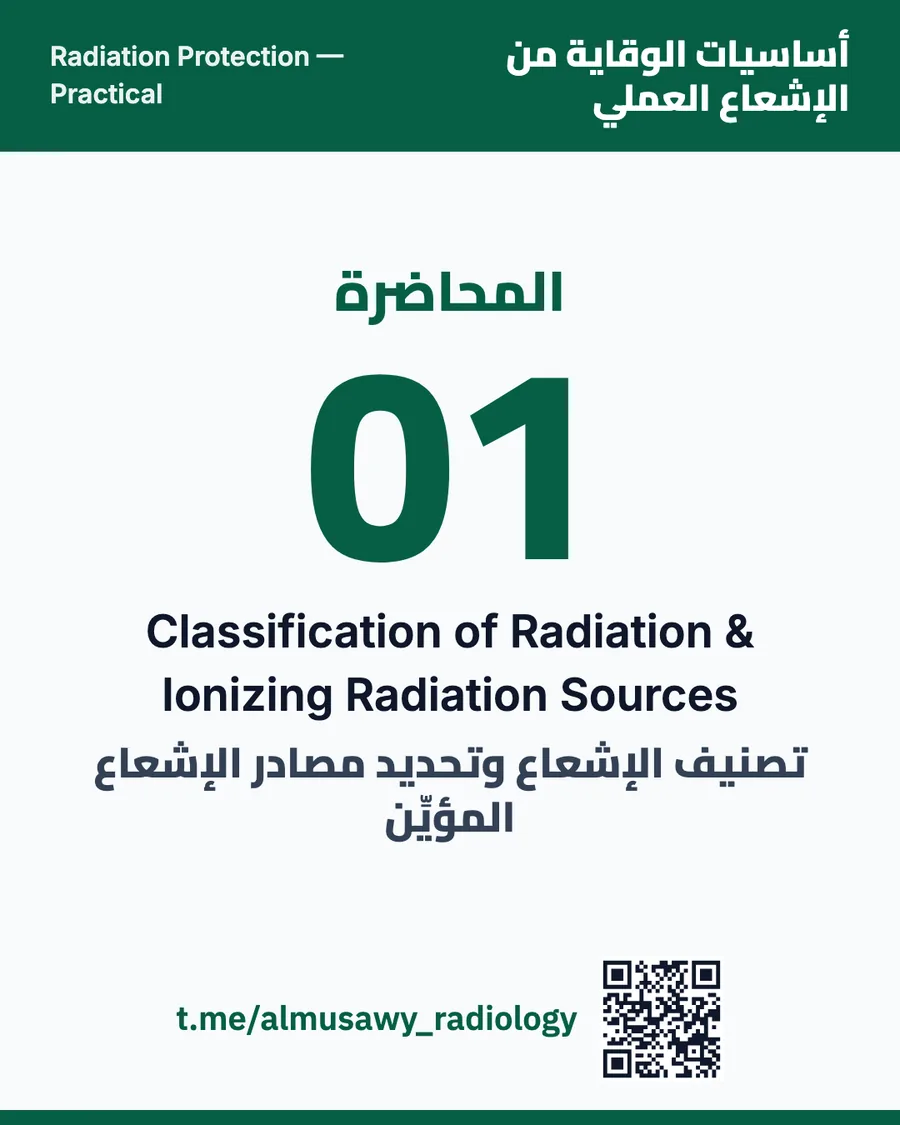 Radiation Protection —
Practical
أساسيات الوقاية من
الإشعاع العملي
المحاضرة
01
Classification of Radiation &
Ionizing Radiation Sources
تصنيف الإشعاع وتحديد مصادر الإشعاع
المؤيِّن
t.me/almusawy_radiology